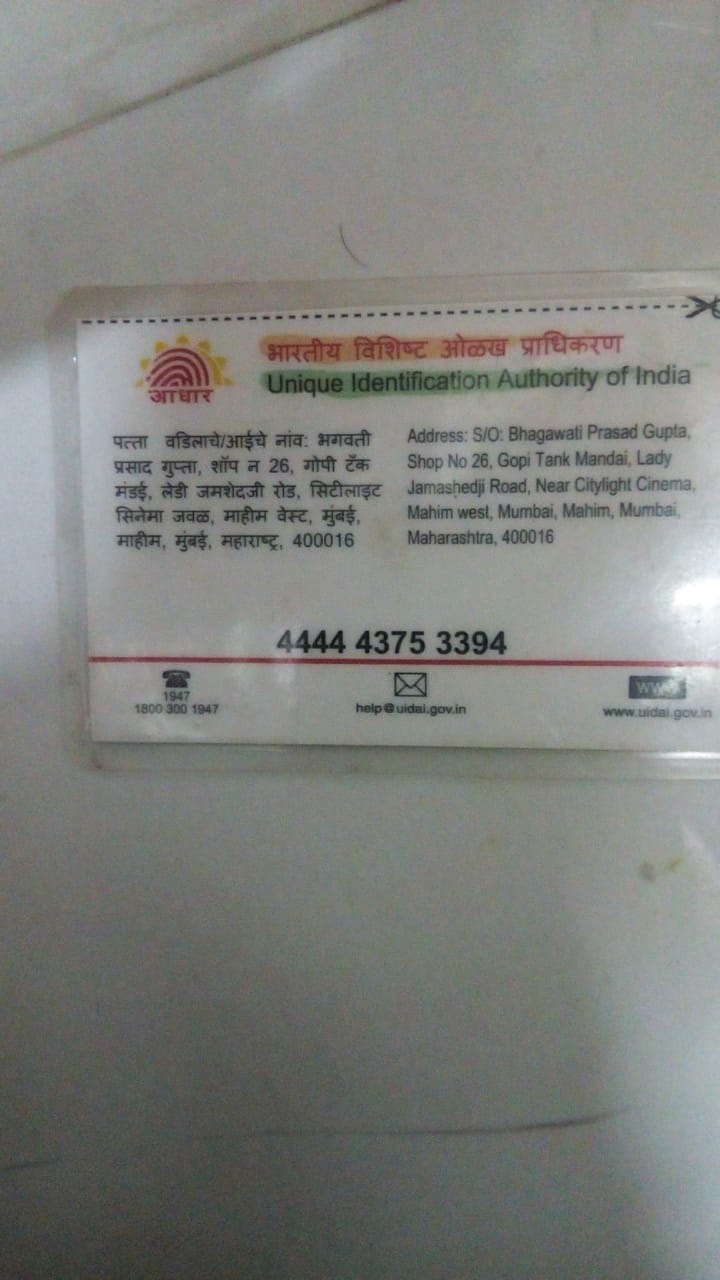 भारतीय विशिष्ट ओळख प्राधिकरण
Unique Identification Authority of India
आधार
पत्ता वडिलाचे/आईचे नांव: भगवती
प्रसाद गुप्ता, शॉप न 26, गोपी टँक
मंडई, लेडी जमशेदजी रोड, सिटीलाइट
सिनेमा जवळ, माहीम वेस्ट, मुंबई,
माहीम, मुंबई, महाराष्ट्र, 400016
Address: S/O: Bhagawati Prasad Gupta,
Shop No 26, Gopi Tank Mandai, Lady
Jamashedji Road, Near Citylight Cinema,
Mahim west, Mumbai, Mahim, Mumbai,
Maharashtra, 400016
4444 4375 3394
1947
1800 300 1947
help@uidai.gov.in
www.uidai.gov.in